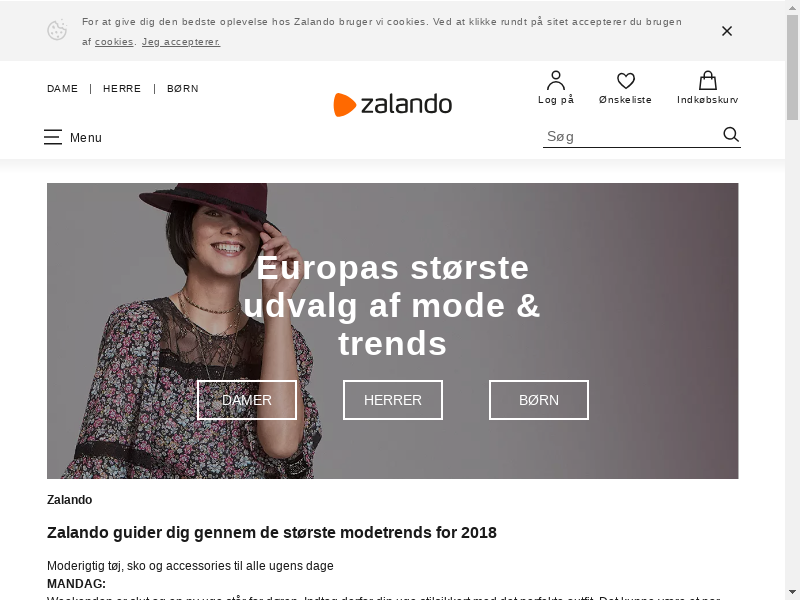 For at give dig den bedste oplevelse hos Zalando bruger vi cookies. Ved at klikke rundt på sitet accepterer du brugen
af cookies. Jeg accepterer.
DAME | HERRE | BØRN
zalando
Log på
Ønskeliste
Indkøbskurv
Menu
Søg
Europas største
udvalg af mode &
trends
DAMER
HERRER
BØRN
Zalando
Zalando guider dig gennem de største modetrends for 2018
Moderigtig tøj, sko og accessories til alle ugens dage
MANDAG: